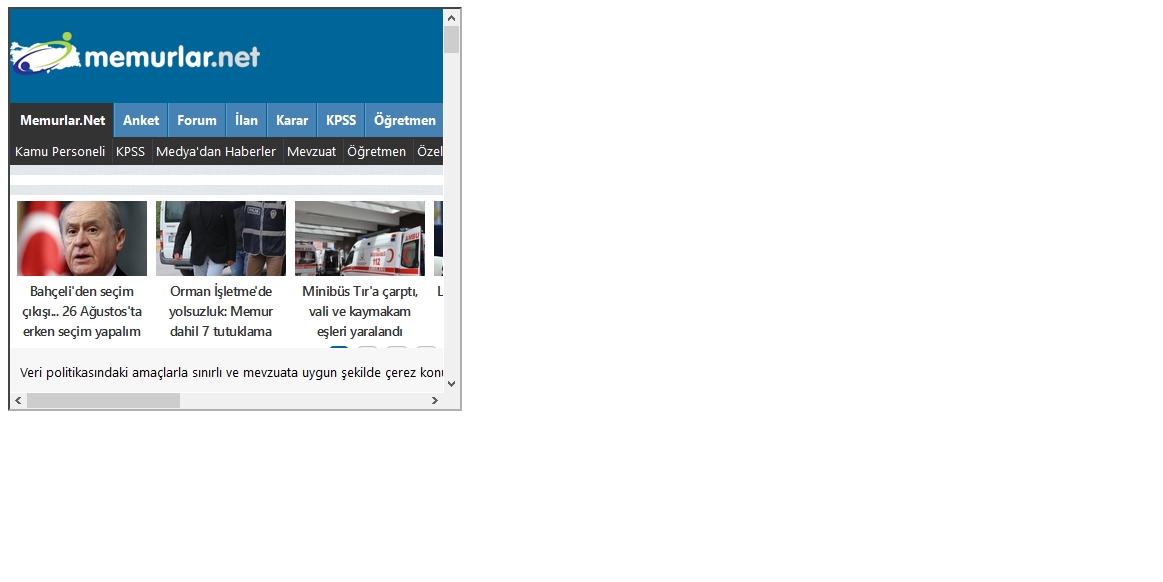 memurlar.net
Memurlar.Net Anket Forum İlan Karar KPSS Öğretmen
Kamu Personeli KPSS Medya'dan Haberler Mevzuat Öğretmen Özel
AMBU
112
Bahçeli'den seçim
çıkışı... 26 Ağustos'ta
erken seçim yapalım
Orman İşletme'de
yolsuzluk: Memur
dahil 7 tutuklama
Minibüs Tır'a çarptı,
vali ve kaymakam
eşleri yaralandı
L
Veri politikasındaki amaçlarla sınırlı ve mevzuata uygun şekilde çerez konu